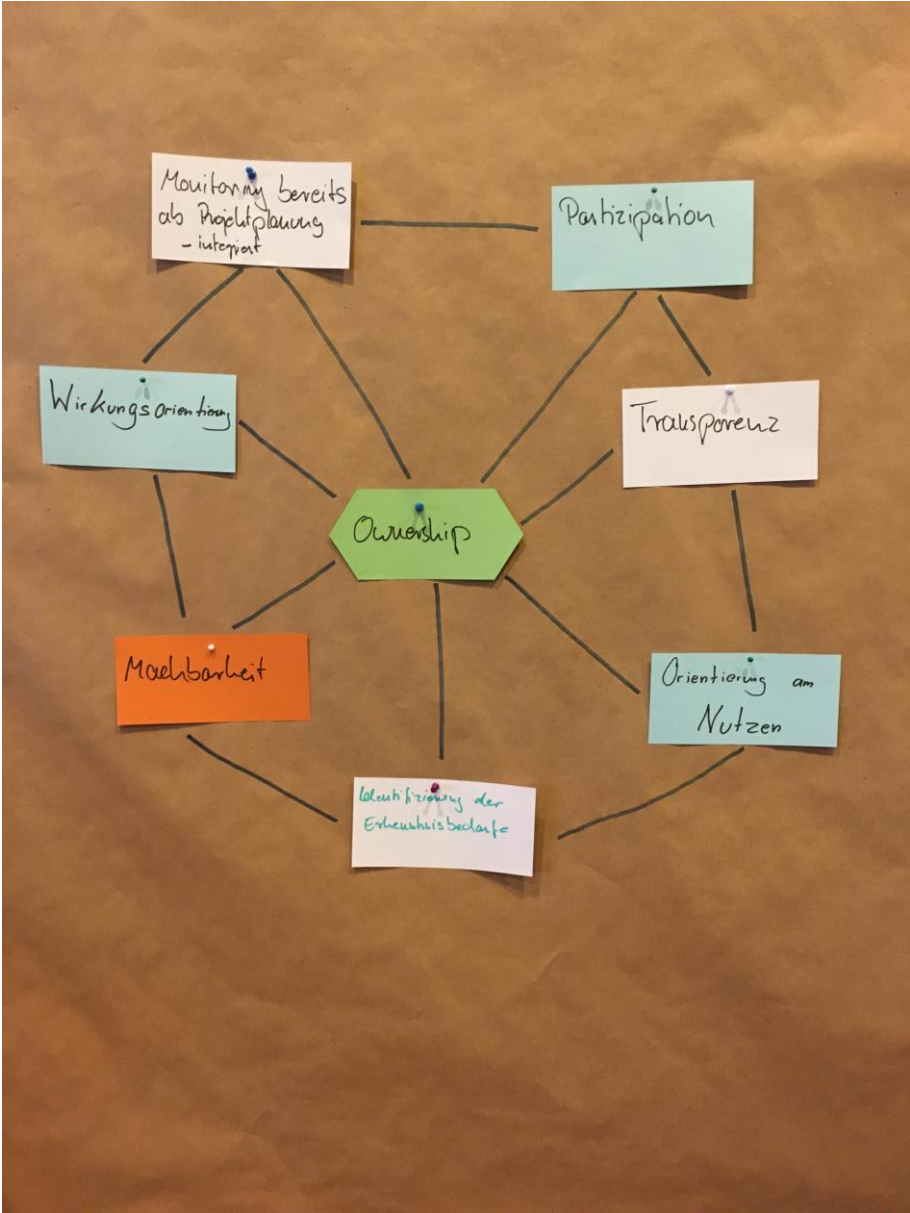 Monitoring bereits
ab Projektplanung
- integriert
Partizipation
Wirkungsorientierung
Transparenz
Ownership
Machbarkeit
Orientierung am
Nutzen
Identifizierung der
Erkenntnisbedarfe